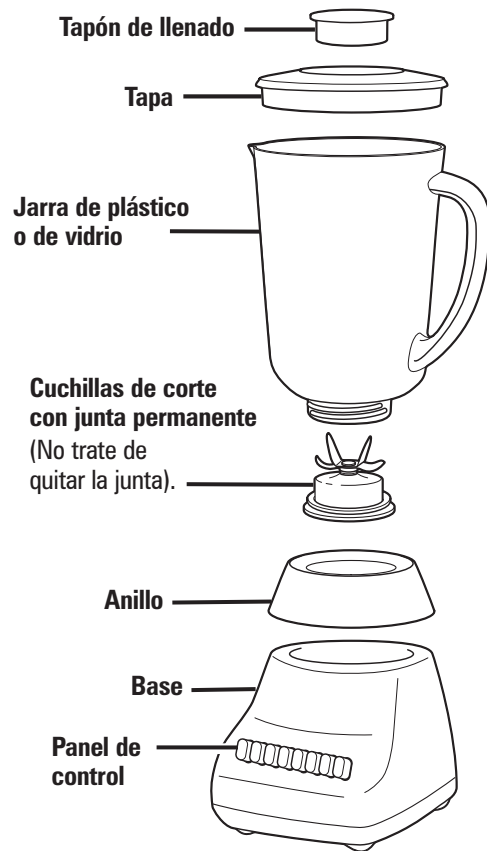 Tapón de llenado
Tapa
Jarra de plástico
o de vidrio
Cuchillas de corte
con junta permanente
(No trate de
quitar la junta).
Anillo
Base
Panel de
control